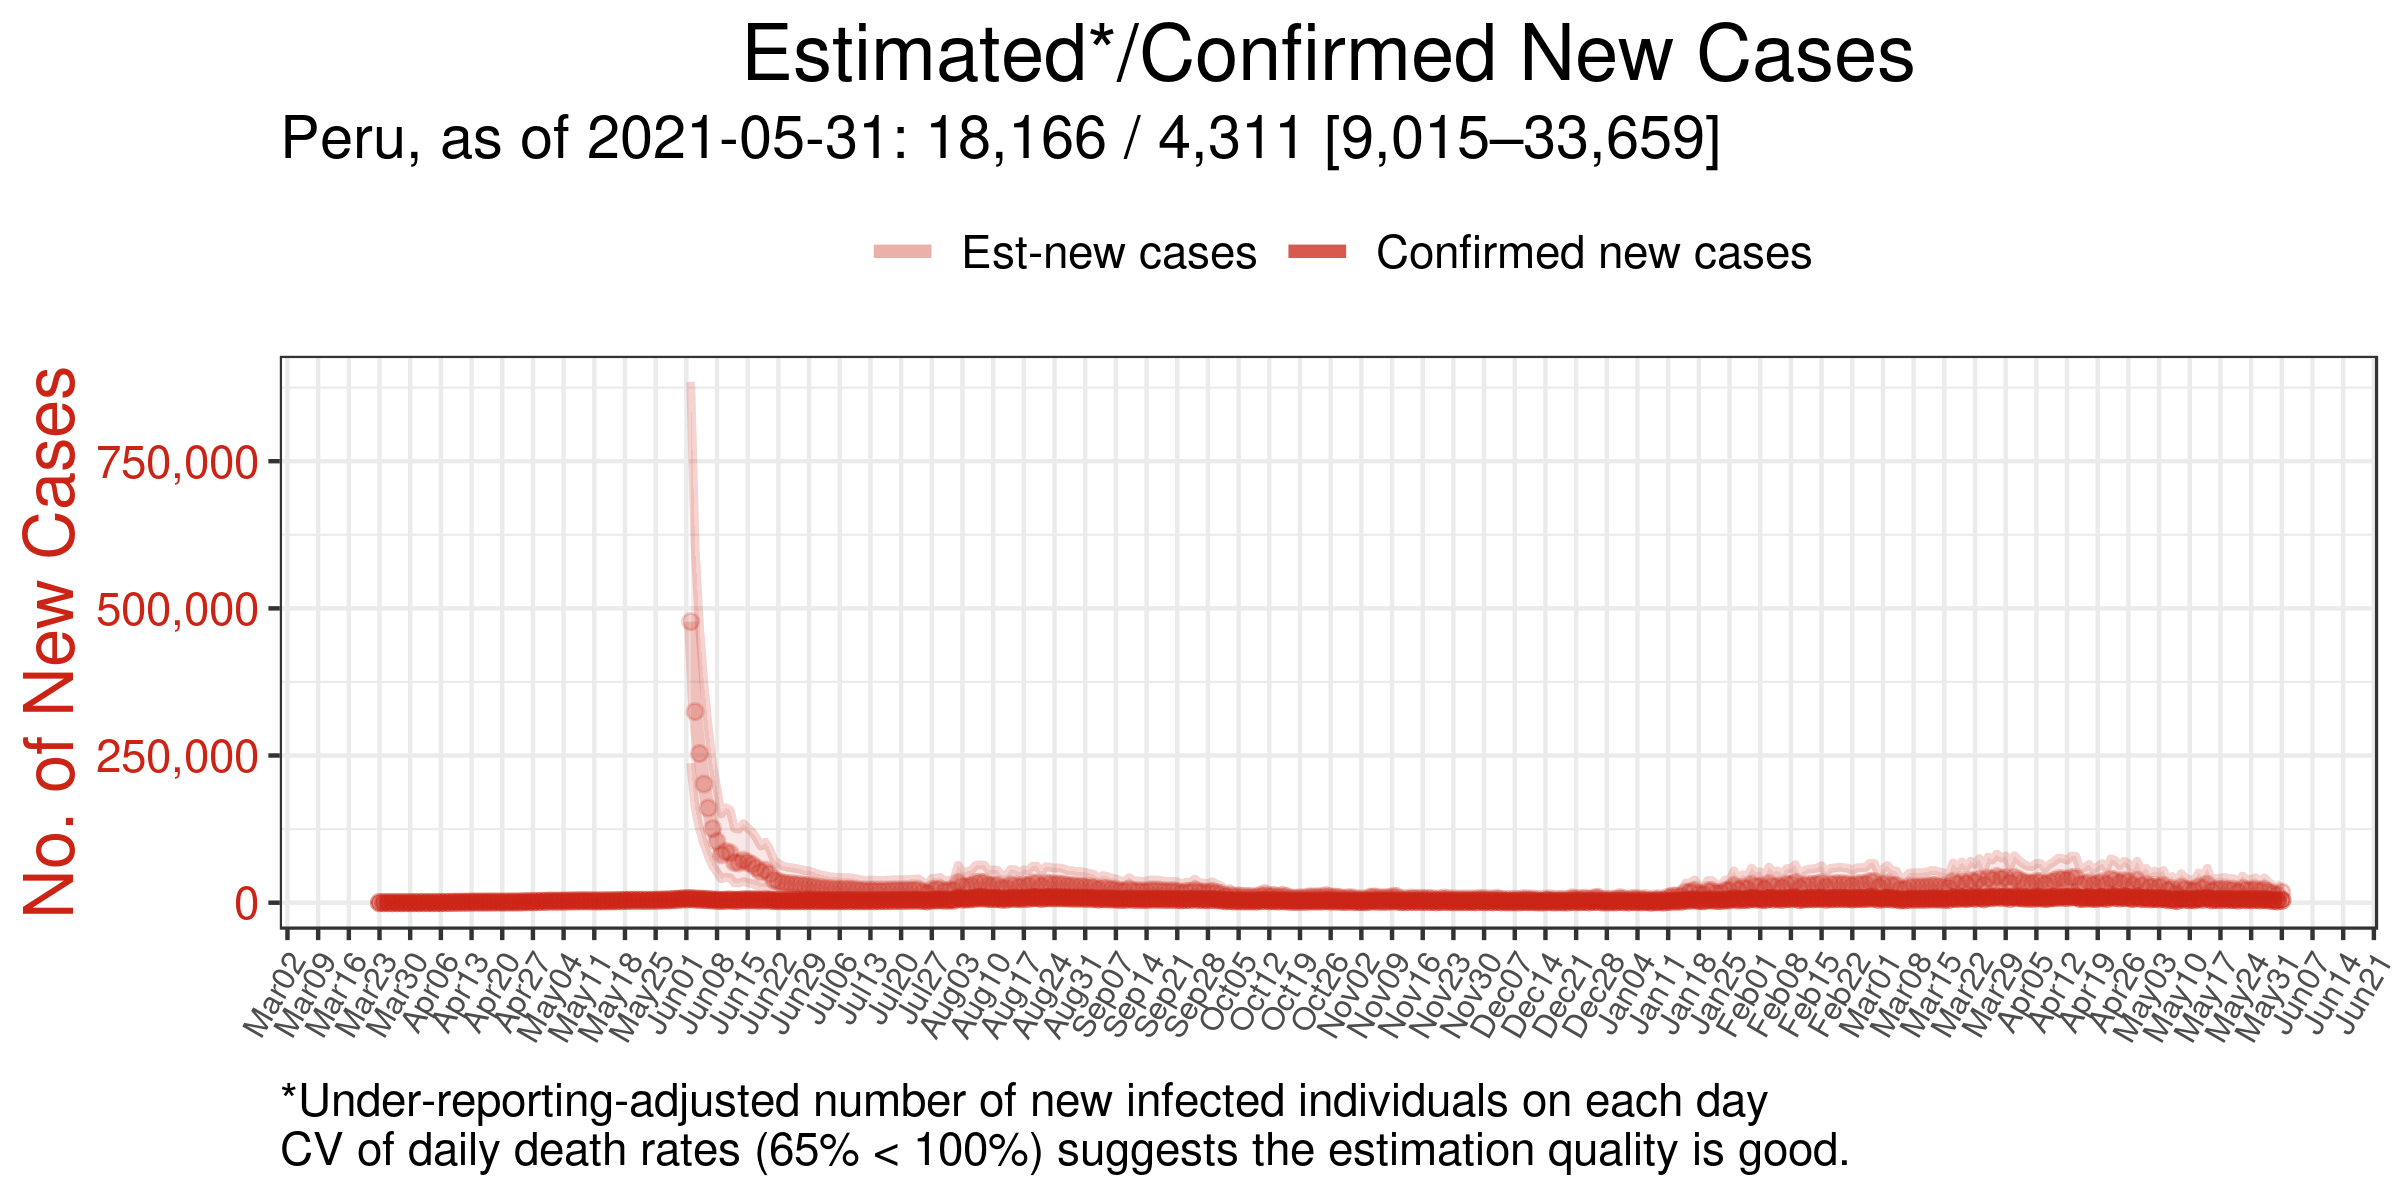 Estimated*/Confirmed New Cases
Peru, as of 2021-05-31: 18,166 / 4,311 [9,015–33,659]
Est-new cases Confirmed new cases
No. of New Cases
750,000
500,000
250,000
0
Mar02 Mar09 Mar16 Mar23 Mar30 Apr06 Apr13 Apr20 Apr27 May04 May11 May18 May25 Jun01 Jun08 Jun15 Jun22 Jun29 Jul06 Jul13 Jul20 Jul27 Aug03 Aug10 Aug17 Aug24 Aug31 Sep07 Sep14 Sep21 Sep28 Oct05 Oct12 Oct19 Oct26 Nov02 Nov09 Nov16 Nov23 Nov30 Dec07 Dec14 Dec21 Dec28 Jan04 Jan11 Jan18 Jan25 Feb01 Feb08 Feb15 Feb22 Mar01 Mar08 Mar15 Mar22 Mar29 Apr05 Apr12 Apr19 Apr26 May03 May10 May17 May24 May31 Jun07 Jun14 Jun21
*Under-reporting-adjusted number of new infected individuals on each day
CV of daily death rates (65% < 100%) suggests the estimation quality is good.